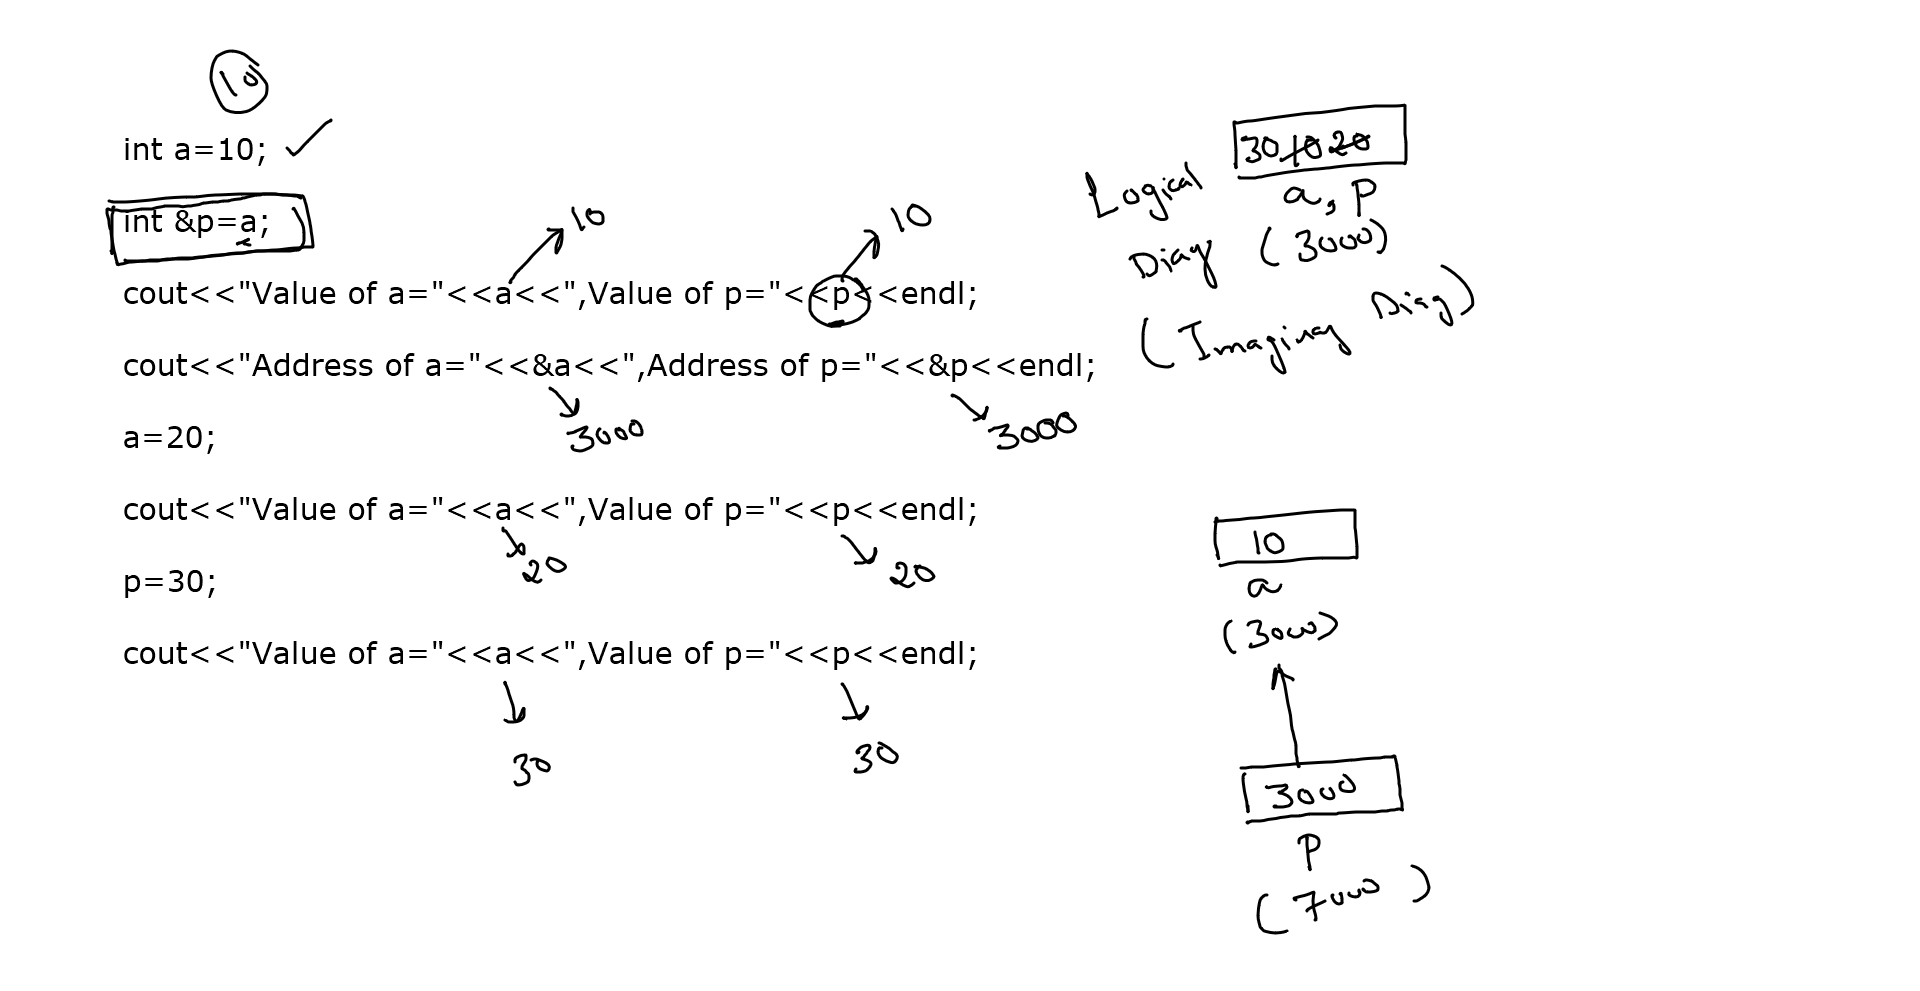 10
int a=10;
int &p=a;
10
10
cout<<"Value of a="<<a<<",Value of p="<<p<<endl;
cout<<"Address of a="<<&a<<",Address of p="<<&p<<endl;
3000
3000
a=20;
cout<<"Value of a="<<a<<",Value of p="<<p<<endl;
20
20
p=30;
cout<<"Value of a="<<a<<",Value of p="<<p<<endl;
30
30
30 10 20
a, p
Logical
Diag (3000)
(Imaginary Diag)
10
a
(3000)
3000
p
(7000)